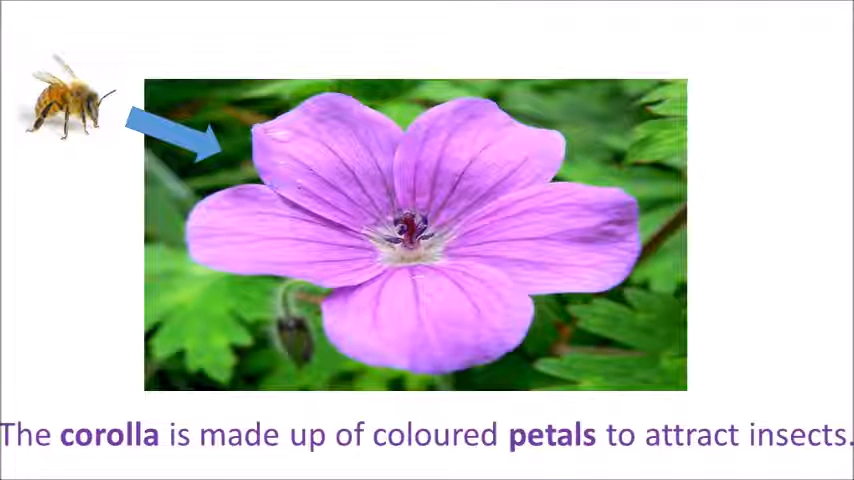 The corolla is made up of coloured petals to attract insects.